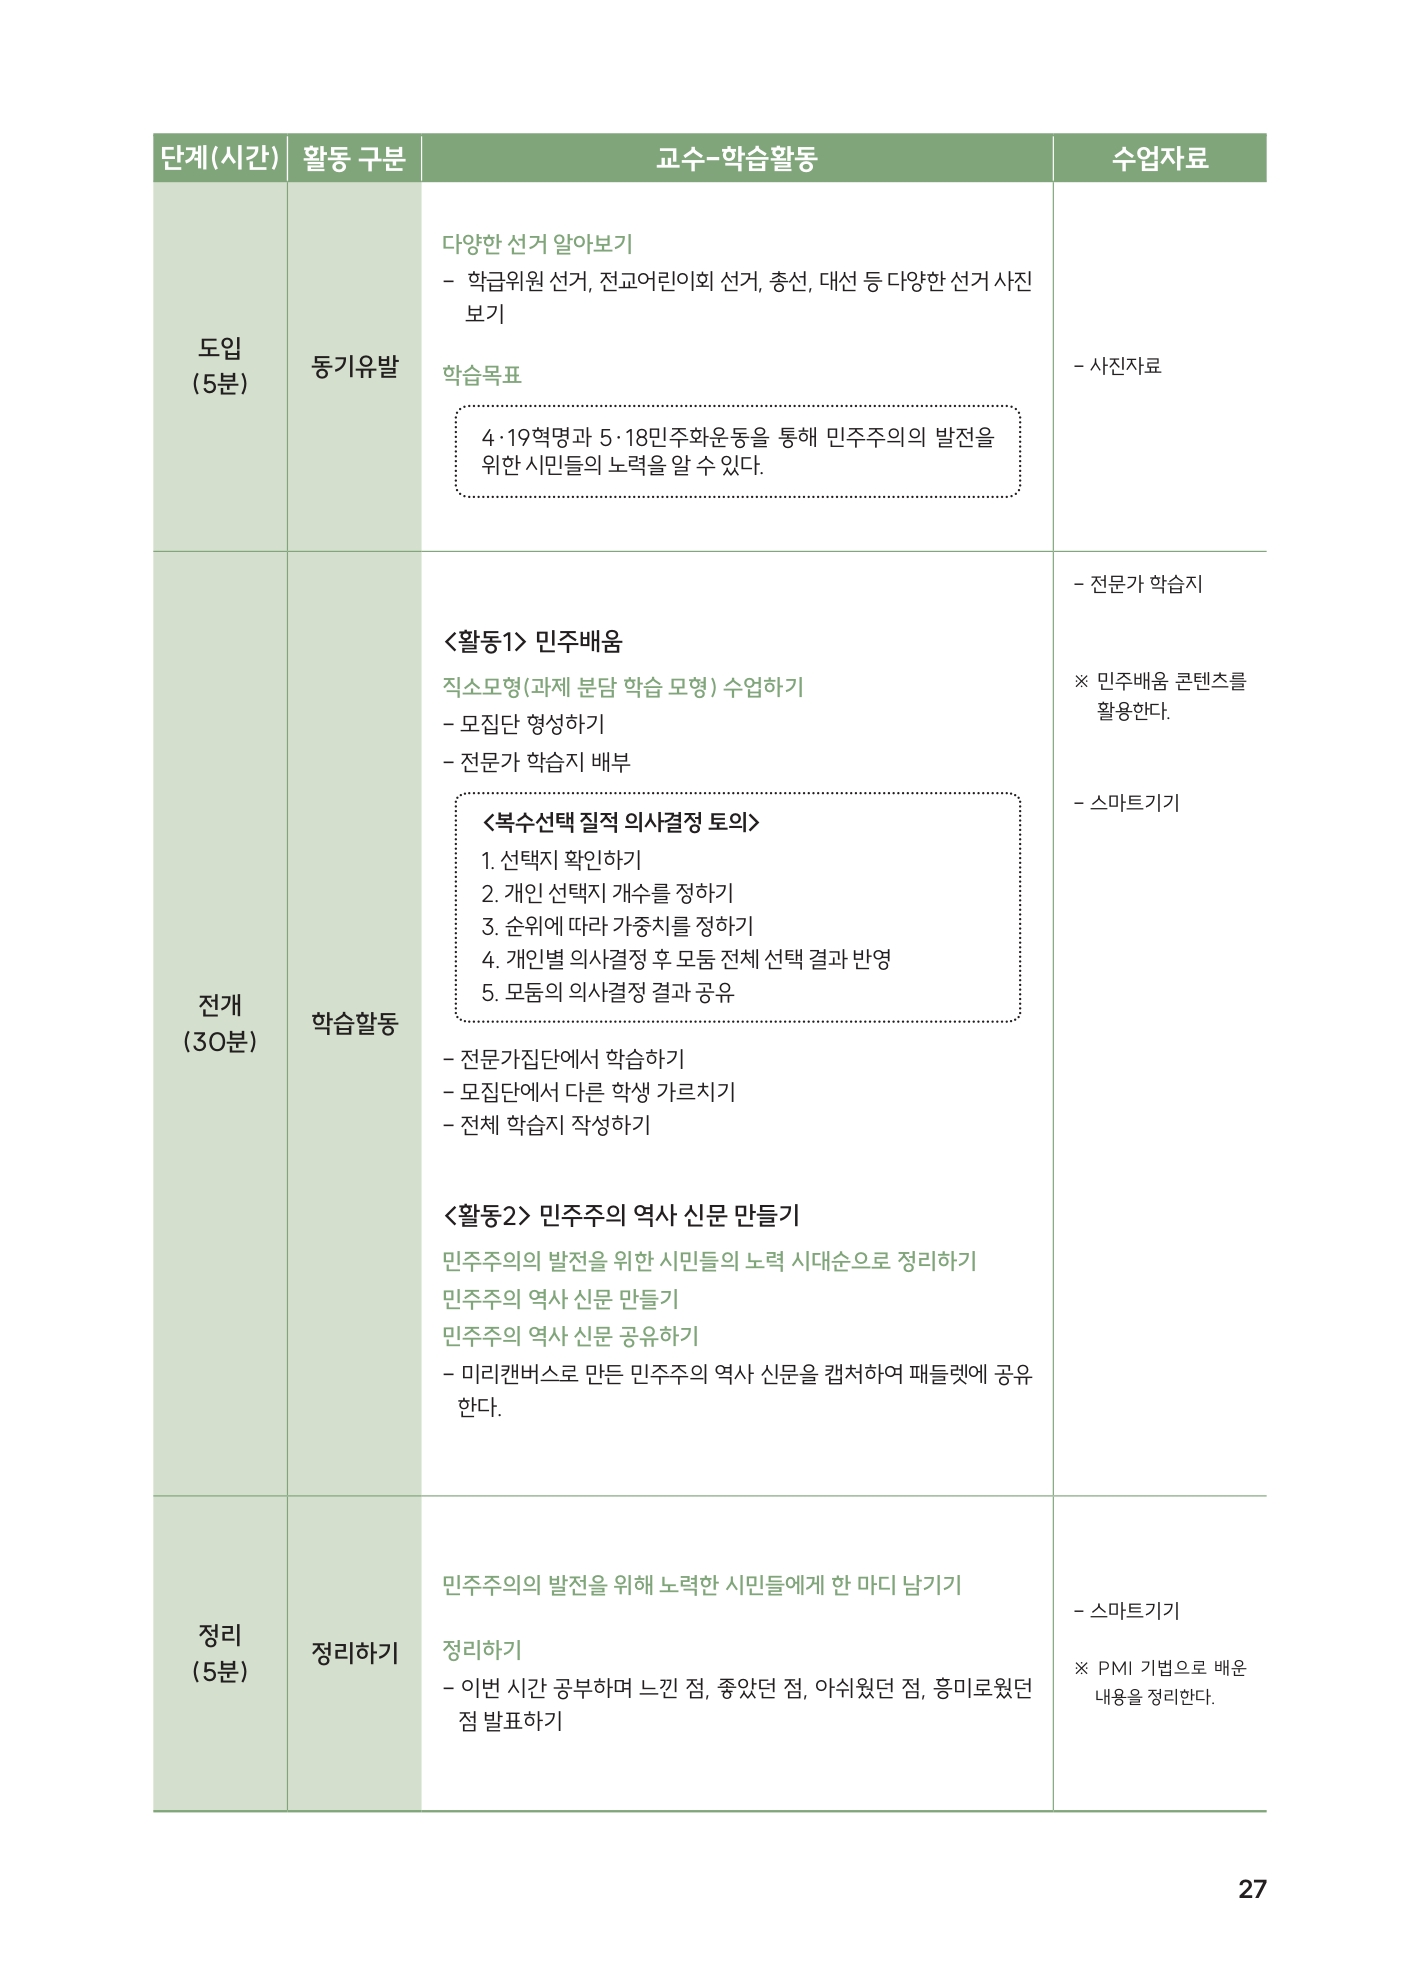 단계(시간) 활동 구분 교수-학습활동 수업자료
도입
(5분)
동기유발
다양한 선거 알아보기
- 학급위원 선거, 전교어린이회 선거, 총선, 대선 등 다양한 선거 사진
보기
학습목표
4·19혁명과 5·18민주화운동을 통해 민주주의의 발전을
위한 시민들의 노력을 알 수 있다.
- 사진자료
전개
(30분)
학습할동
<활동1> 민주배움
직소모형(과제 분담 학습 모형) 수업하기
- 모집단 형성하기
- 전문가 학습지 배부
<복수선택 질적 의사결정 토의>
1. 선택지 확인하기
2. 개인 선택지 개수를 정하기
3. 순위에 따라 가중치를 정하기
4. 개인별 의사결정 후 모둠 전체 선택 결과 반영
5. 모둠의 의사결정 결과 공유
- 전문가집단에서 학습하기
- 모집단에서 다른 학생 가르치기
- 전체 학습지 작성하기
<활동2> 민주주의 역사 신문 만들기
민주주의의 발전을 위한 시민들의 노력 시대순으로 정리하기
민주주의 역사 신문 만들기
민주주의 역사 신문 공유하기
- 미리캔버스로 만든 민주주의 역사 신문을 캡처하여 패들렛에 공유
한다.
- 전문가 학습지
※ 민주배움 콘텐츠를
활용한다.
- 스마트기기
정리
(5분)
정리하기
민주주의의 발전을 위해 노력한 시민들에게 한 마디 남기기
정리하기
- 이번 시간 공부하며 느낀 점, 좋았던 점, 아쉬웠던 점, 흥미로웠던
점 발표하기
- 스마트기기
※ PMI 기법으로 배운
내용을 정리한다.
27